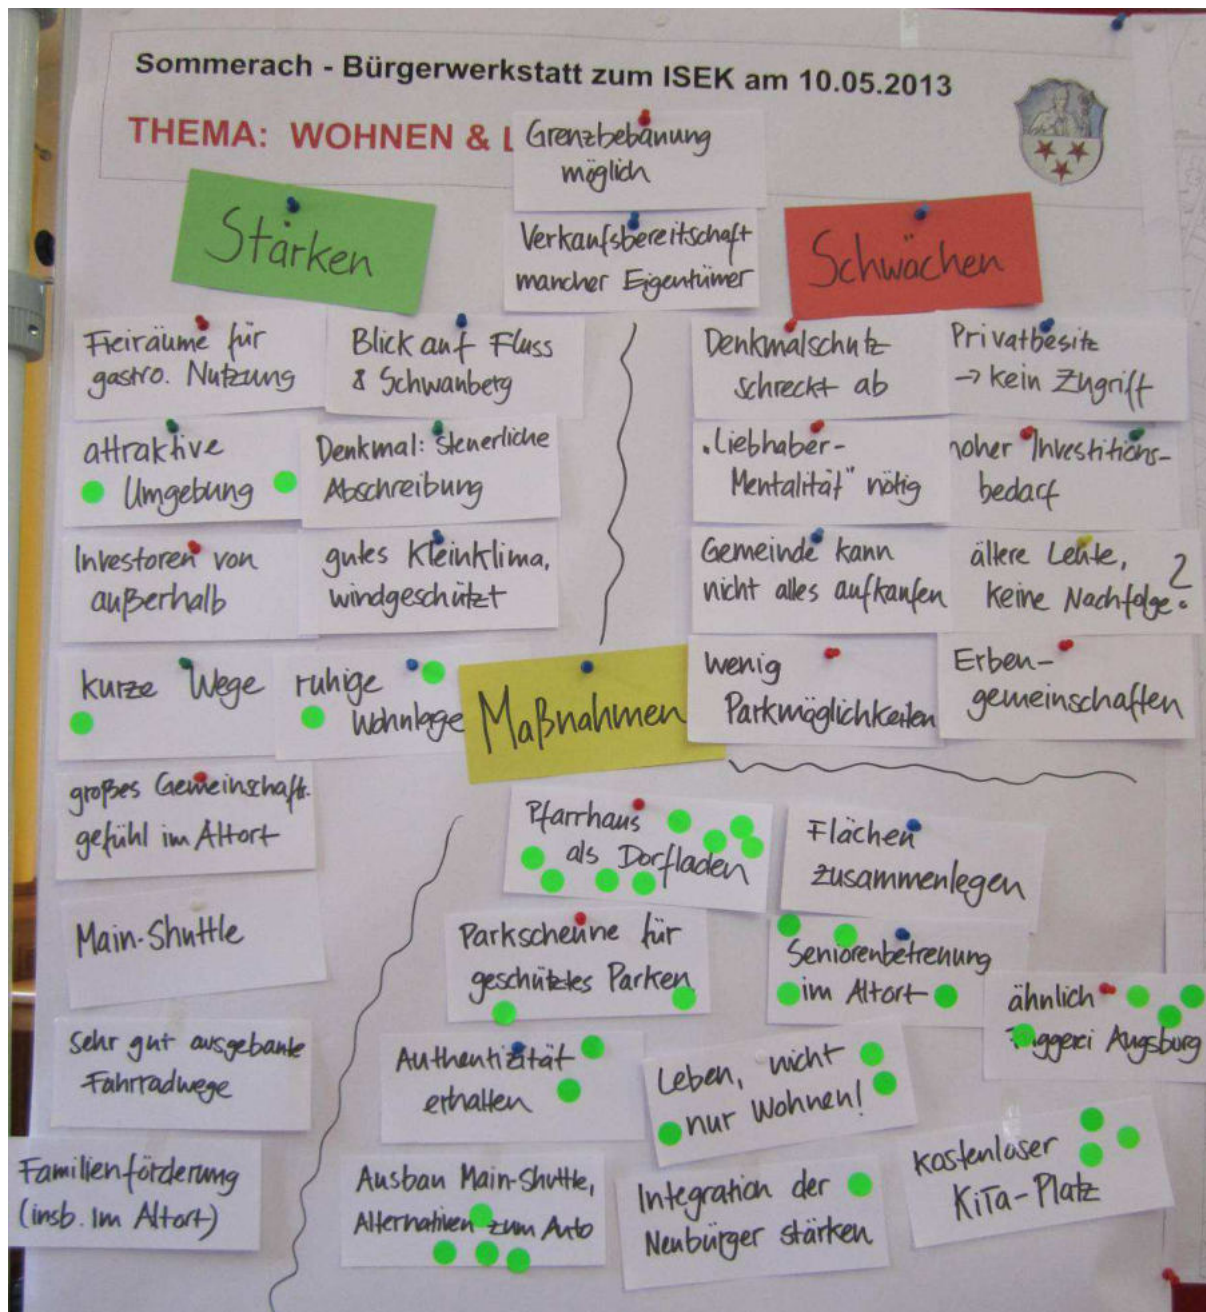 Sommerach - Bürgerwerkstatt zum ISEK am 10.05.2013
THEMA: WOHNEN & L
Grenzbebauung
möglich
Verkaufsbereitschaft
mancher Eigentümer
Stärken
Freiräume für
gastro. Nutzung
Blick auf Fluss
& Schwanberg
attraktive
Umgebung
Denkmal: steuerliche
Abschreibung
Investoren von
außerhalb
gutes Kleinklima,
windgeschützt
kurze Wege
ruhige
Wohnlage
großes Gemeinschafts-
gefühl im Altort
Main-Shuttle
Sehr gut ausgebaute
Fahrradwege
Familienförderung
(insb. im Altort)
Schwächen
Denkmalschutz
schreckt ab
Privatbesitz
→ kein Zugriff
"Liebhaber-
Mentalität" nötig
hoher Investitions-
bedarf
Gemeinde kann
nicht alles aufkaufen
ällere Leute,
keine Nachfolge?
wenig
Parkmöglichkeiten
Erben-
gemeinschaften
Maßnahmen
Pfarrhaus
als Dorfladen
Flächen
zusammenlegen
Parkscheune für
geschütztes Parken
Seniorenbetreuung
im Altort
ähnlich
Fuggerei Augsburg
Authentizität
erhalten
Leben, nicht
nur Wohnen!
Ausbau Main-Shuttle,
Alternativen zum Auto
Integration der
Neubürger stärken
kostenloser
KiTa-Platz